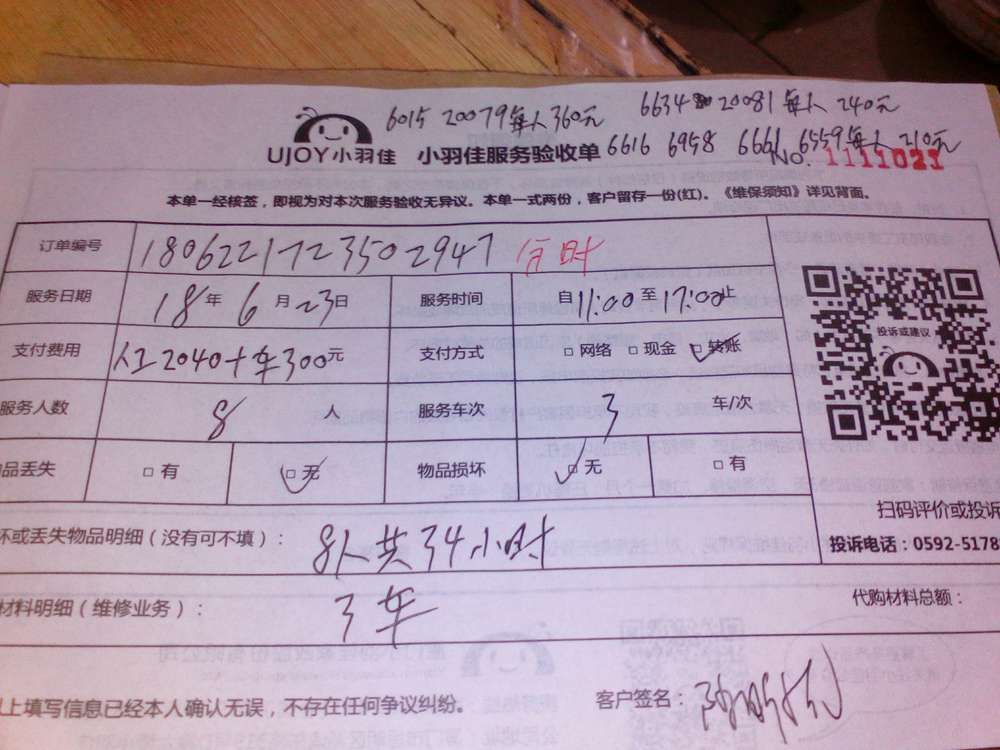 6015 20079每人360元 6634和20081每人240元
UJOY小羽佳 小羽佳服务验收单 6616 6958 6661 6559每人210元
NO. 1111021
本单一经核签，即视为对本次服务验收无异议。本单一式两份，客户留存一份(红)。《维保须知》详见背面。
订单编号 1806221723502947 分时
服务日期 18年6月23日 服务时间 自11:00至17:00止
投诉或建议
支付费用 人工2040+车300元 支付方式 网络 现金 转账
服务人数 8人 服务车次 3 车/次
品丢失 有 无 物品损坏 无 有
扫码评价或投诉
坏或丢失物品明细（没有可不填）： 8人共34小时
投诉电话：0592-5178
材料明细（维修业务）： 3车 代购材料总额：
上填写信息已经本人确认无误，不存在任何争议纠纷。 客户签名：